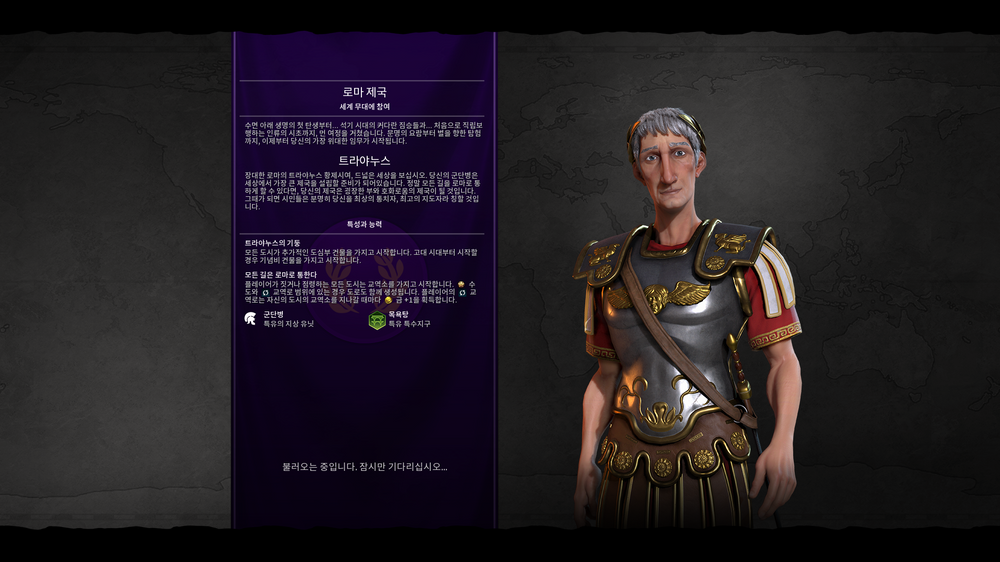 로마 제국
세계 무대에 참여
수면 아래 생명의 첫 탄생부터... 석기 시대의 커다란 짐승들과... 처음으로 직립보
행하는 인류의 시초까지, 먼 여정을 거쳤습니다. 문명의 요람부터 별을 향한 탐험
까지, 이제부터 당신의 가장 위대한 임무가 시작됩니다.
트라야누스
장대한 로마의 트라야누스 황제시여, 드넓은 세상을 보십시오. 당신의 군단병은
세상에서 가장 큰 제국을 설립할 준비가 되어있습니다. 정말 모든 길을 로마로 통
하게 할 수 있다면, 당신의 제국은 굉장한 부와 호화로움의 제국이 될 것입니다.
그때가 되면 시민들은 분명히 당신을 최상의 통치자, 최고의 지도자라 칭할 것입
니다.
특성과 능력
트라야누스의 기둥
모든 도시가 추가적인 도심부 건물을 가지고 시작합니다. 고대 시대부터 시작할
경우 기념비 건물을 가지고 시작합니다.
모든 길은 로마로 통한다
플레이어가 짓거나 점령하는 모든 도시는 교역소를 가지고 시작합니다. 수
도와 교역로 범위에 있는 경우 도로도 함께 생성됩니다. 플레이어의 교
역로는 자신의 도시의 교역소를 지나갈 때마다 금 +1을 획득합니다.
군단병
특유의 지상 유닛
목욕탕
특유 특수지구
불러오는 중입니다. 잠시만 기다리십시오...